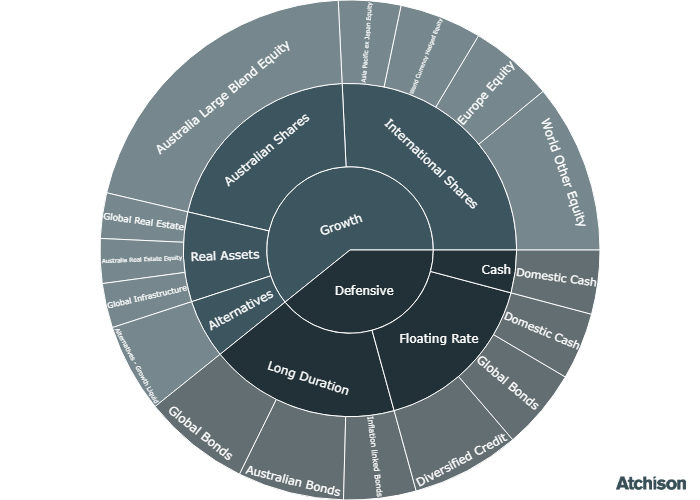 Growth
Defensive
Australian Shares
International Shares
Real Assets
Alternatives
Cash
Floating Rate
Long Duration
Australia Large Blend Equity
Asia Pacific ex Japan Equity
World Currency Hedged Equity
Europe Equity
World Other Equity
Global Real Estate
Australia Real Estate Equity
Global Infrastructure
Alternatives - Growth Liquid
Domestic Cash
Domestic Cash
Global Bonds
Diversified Credit
Inflation linked Bonds
Australian Bonds
Global Bonds
Atchison